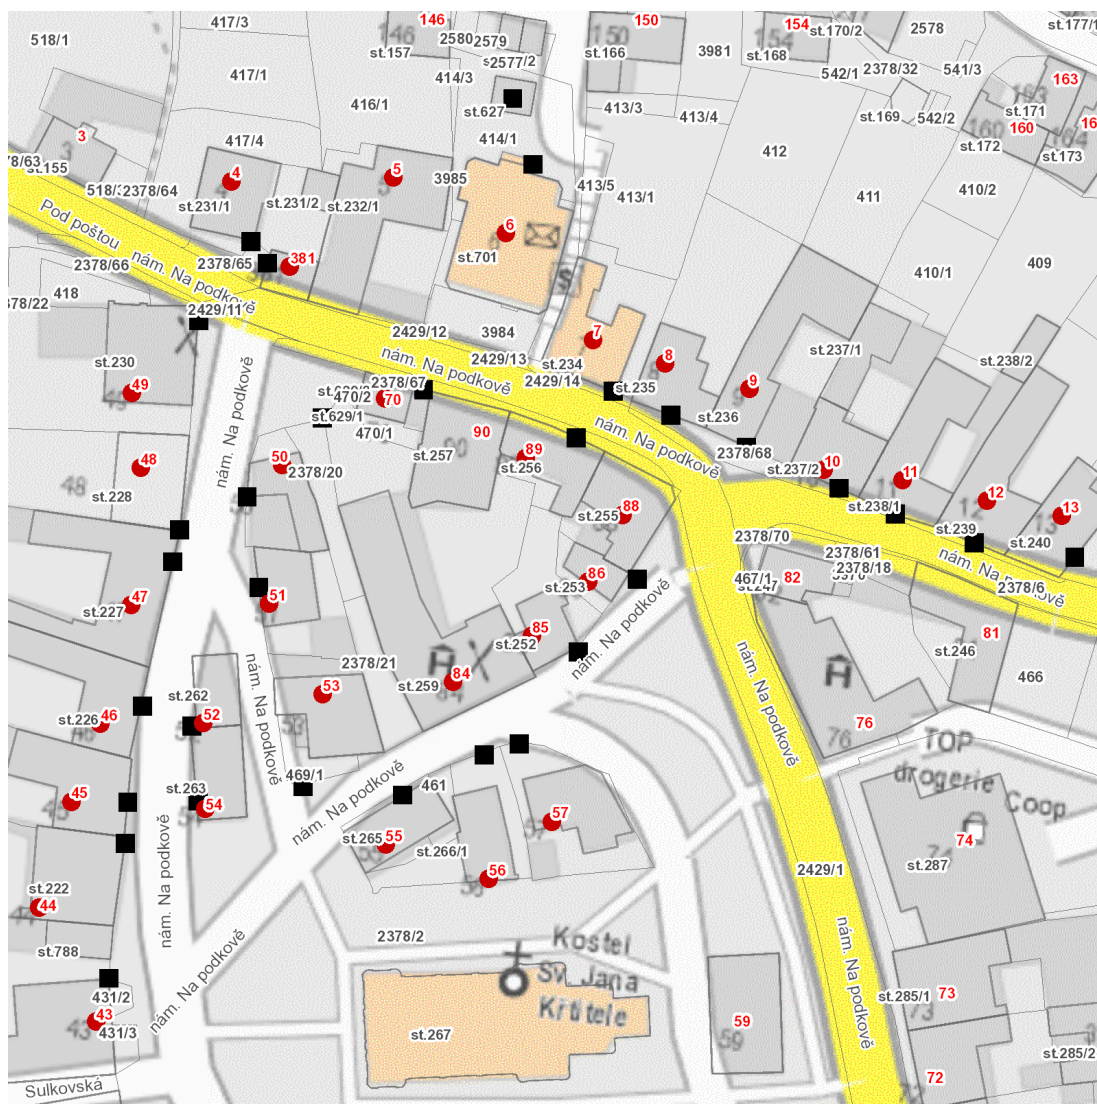 417/3
146
150
154
st.177/1
518/1
146
2580
2579
150
154
st.170/2
2578
st.157
st.166
3981
st.168
417/1
414/3
2577/2
542/1
2378/32
541/3
163
416/1
st.627
413/3
413/4
st.169
542/2
st.171
160
st.172
164
3
417/4
414/1
412
st.173
st.155
518/
2378/64
4
5
3985
413/5
413/1
411
410/2
st.231/1
st.231/2
st.232/1
6
Pod poštou
nám. Na podkově
2378/66
2378/65
381
st.701
410/1
409
418
2429/11
2429/12
3984
7
st.237/1
st.238/2
st.230
nám. Na podkově
2429/13
2429/14
st.234
8
49
2378/67
470/2
70
st.235
9
st.629/1
nám. Na podkově
470/1
90
st.236
48
50
2378/20
st.257
89
st.256
nám. Na podkově
2378/68
st.237/2
10
11
48
st.228
88
st.255
st.238/1
12
13
st.239
st.240
2378/70
2378/61
2378/18
nám. Na podkově
47
st.227
51
86
st.253
467/1
st.247
82
2378/6
85
st.252
nám. Na podkově
81
st.246
2378/21
st.259
84
nám. Na podkově
466
46
st.226
st.262
52
53
nám. Na podkově
76
76
TOP
drogerie
Coop
45
st.263
54
469/1
461
nám. Na podkově
57
st.265
55
st.266/1
56
2429/1
74
st.287
st.222
44
nám. Na podkově
st.788
2378/2
Kostel
Sv. Jana
Křtitele
nám. Na podkově
nám. Na podkově
431/2
43
431/3
st.267
59
59
st.285/1
73
73
st.285/2
72
Sulkovská